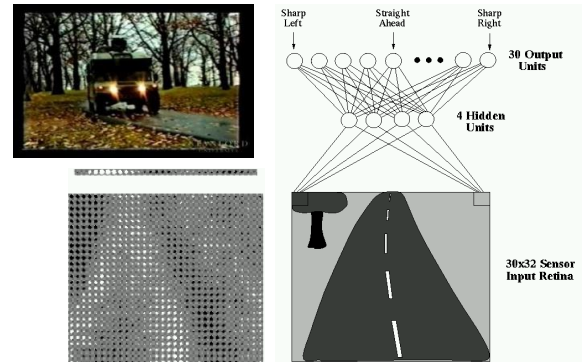 Sharp
Left
Straight
Ahead
Sharp
Right
30 Output
Units
4 Hidden
Units
30x32 Sensor
Input Retina